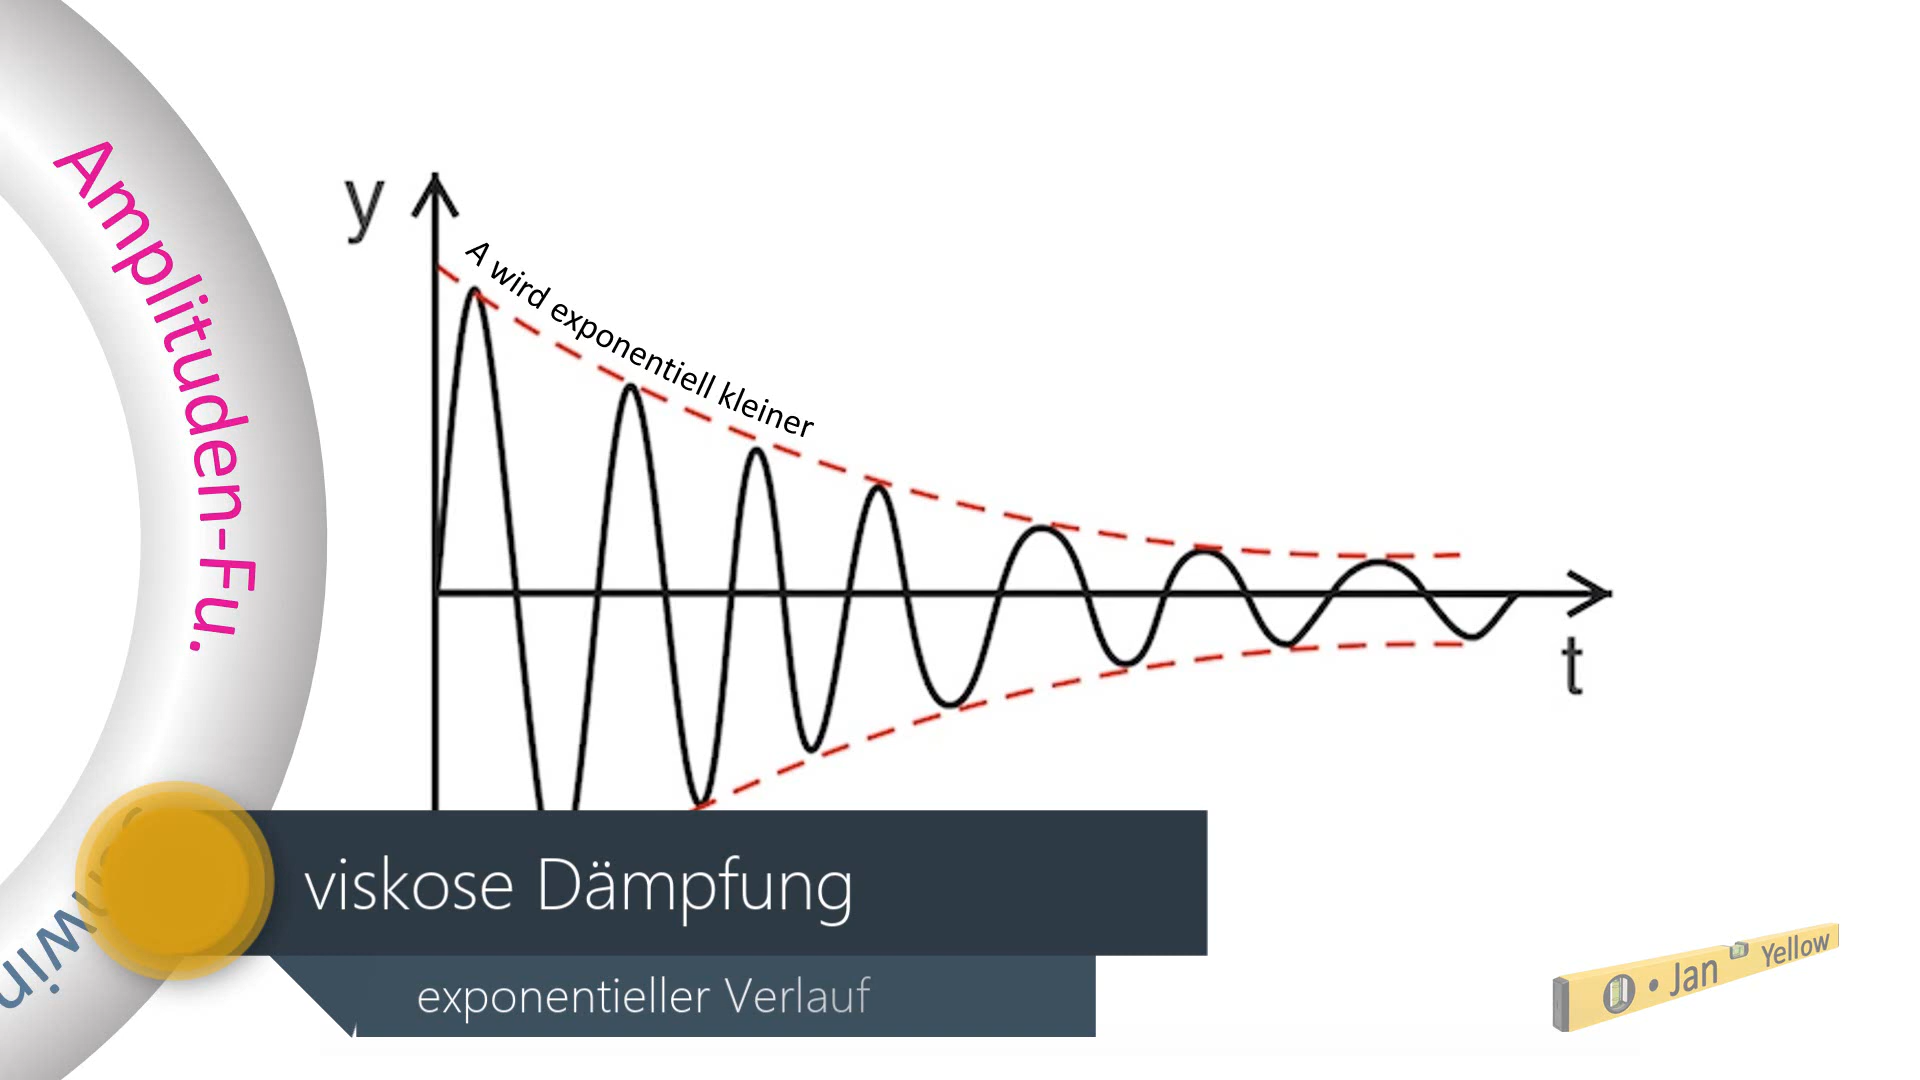 Amplituden-Fu.
y
A wird exponentiell kleiner
t
viskose Dämpfung
exponentieller Verlauf
• Jan Yellow